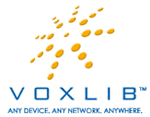 VOXLIB™
ANY DEVICE. ANY NETWORK. ANYWHERE.